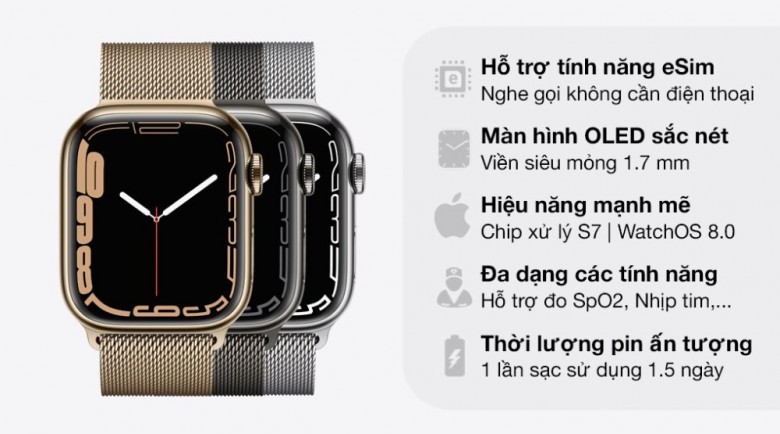 Hỗ trợ tính năng eSim
Nghe gọi không cần điện thoại
Màn hình OLED sắc nét
Viền siêu mỏng 1.7 mm
Hiệu năng mạnh mẽ
Chip xử lý S7 | WatchOS 8.0
Đa dạng các tính năng
Hỗ trợ đo SpO2, Nhịp tim,...
Thời lượng pin ấn tượng
1 lần sạc sử dụng 1.5 ngày